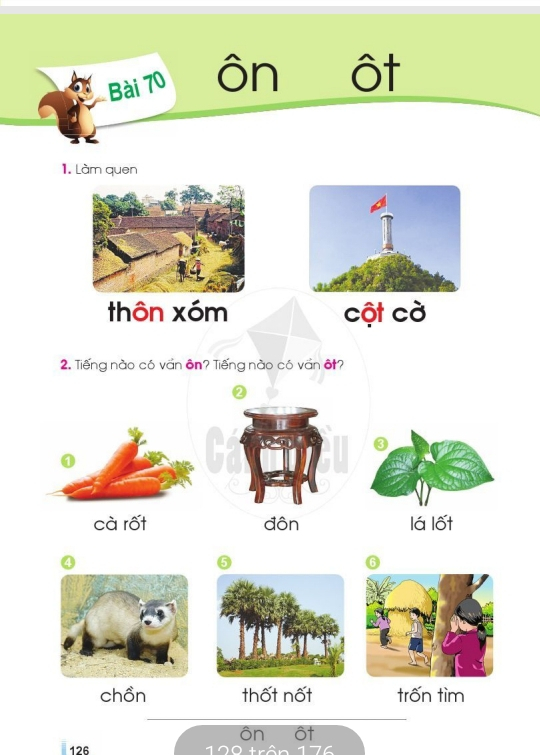 Bài 70
ôn ôt
1. Làm quen
thôn xóm
cột cờ
2. Tiếng nào có vần ôn? Tiếng nào có vần ôt?
Cánh Diều
1
2
3
cà rốt
đôn
lá lốt
4
5
6
chồn
thốt nốt
trốn tìm
ôn ôt
126
128 trên 176